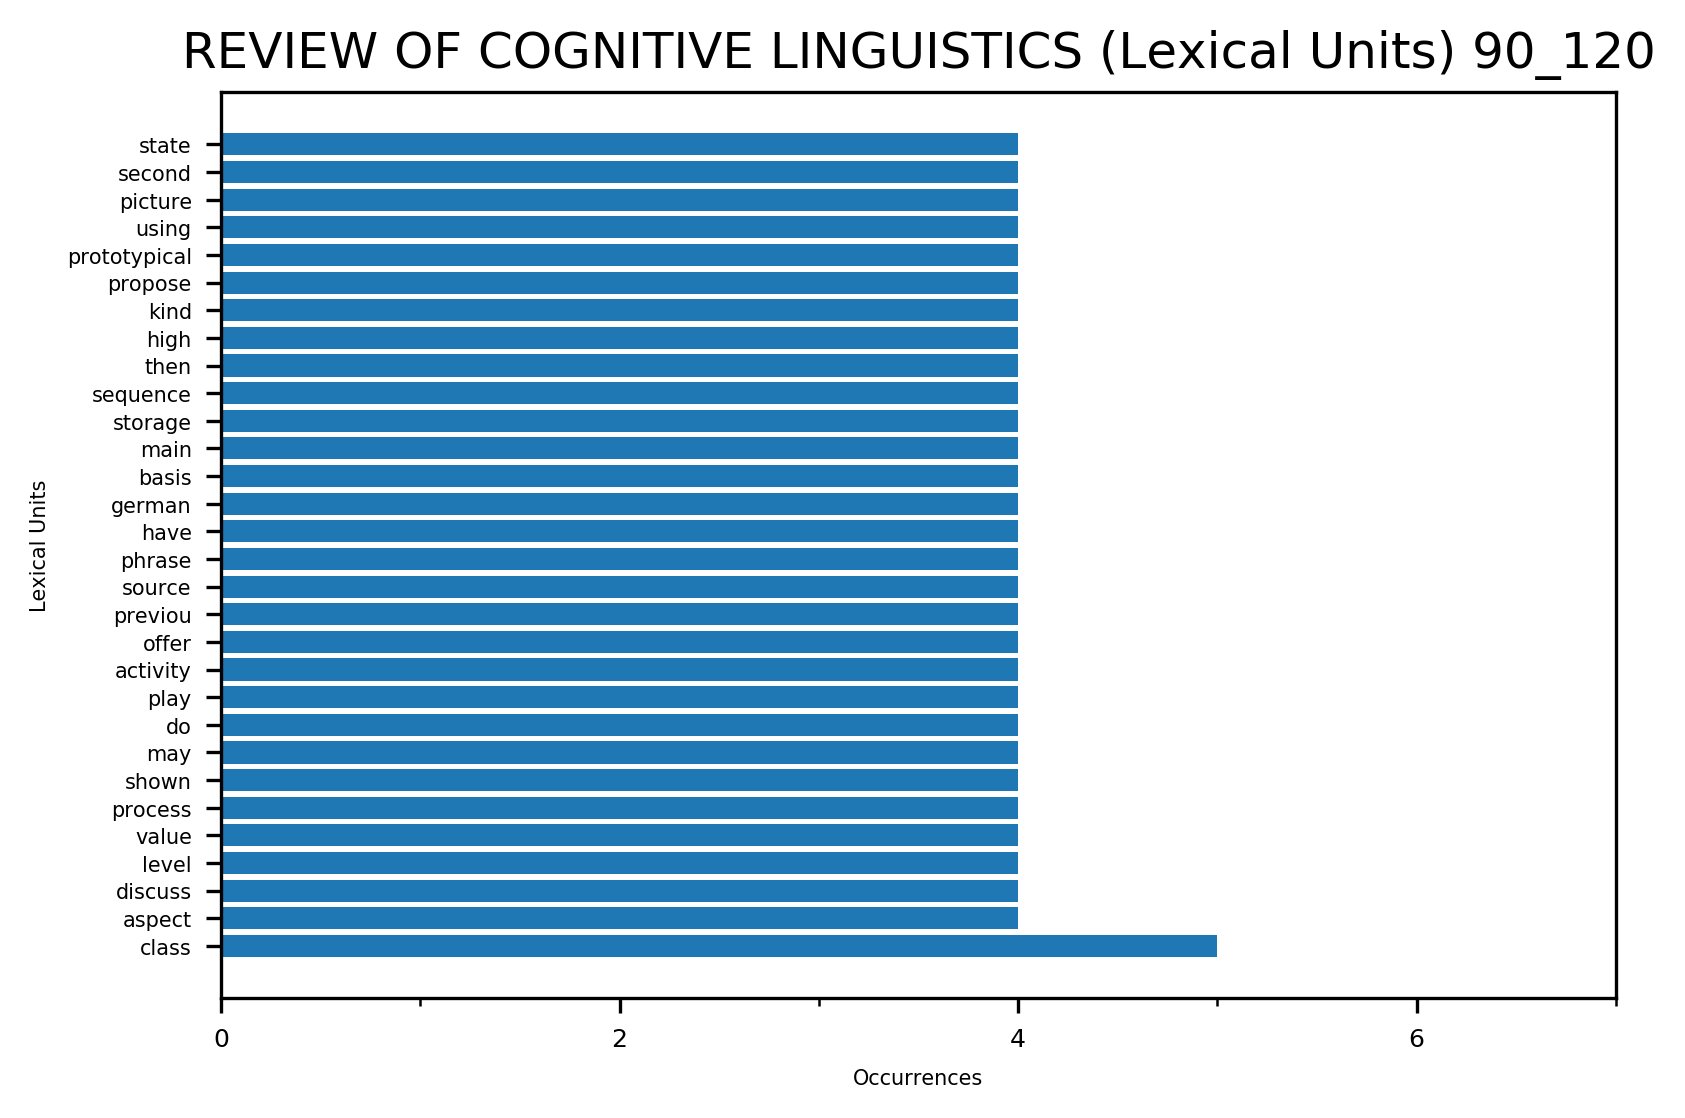 REVIEW OF COGNITIVE LINGUISTICS (Lexical Units) 90_120
state
second
picture
using
prototypical
propose
kind
high
then
sequence
storage
main
basis
german
have
phrase
source
previou
offer
activity
play
do
may
shown
process
value
level
discuss
aspect
class
Lexical Units
0 2 4 6
Occurrences